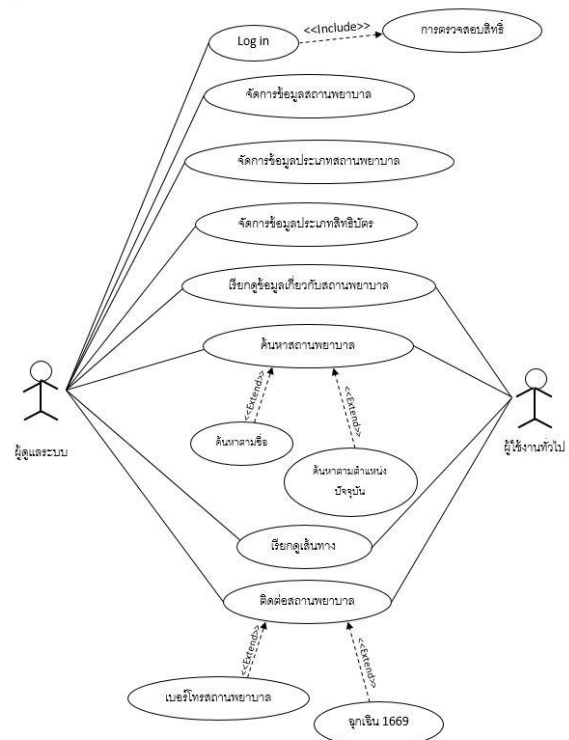 Log in
<<Include>>
การตรวจสอบสิทธิ์
จัดการข้อมูลสถานพยาบาล
จัดการข้อมูลประเภทสถานพยาบาล
จัดการข้อมูลประเภทสิทธิบัตร
เรียกดูข้อมูลเกี่ยวกับสถานพยาบาล
ค้นหาสถานพยาบาล
<<Extend>>
<<Extend>>
ค้นหาตามชื่อ
ค้นหาตามตำแหน่ง
ปัจจุบัน
ผู้ดูแลระบบ
ผู้ใช้งานทั่วไป
เรียกดูเส้นทาง
ติดต่อสถานพยาบาล
<<Extend>>
<<Extend>>
เบอร์โทรสถานพยาบาล
ฉุกเฉิน 1669